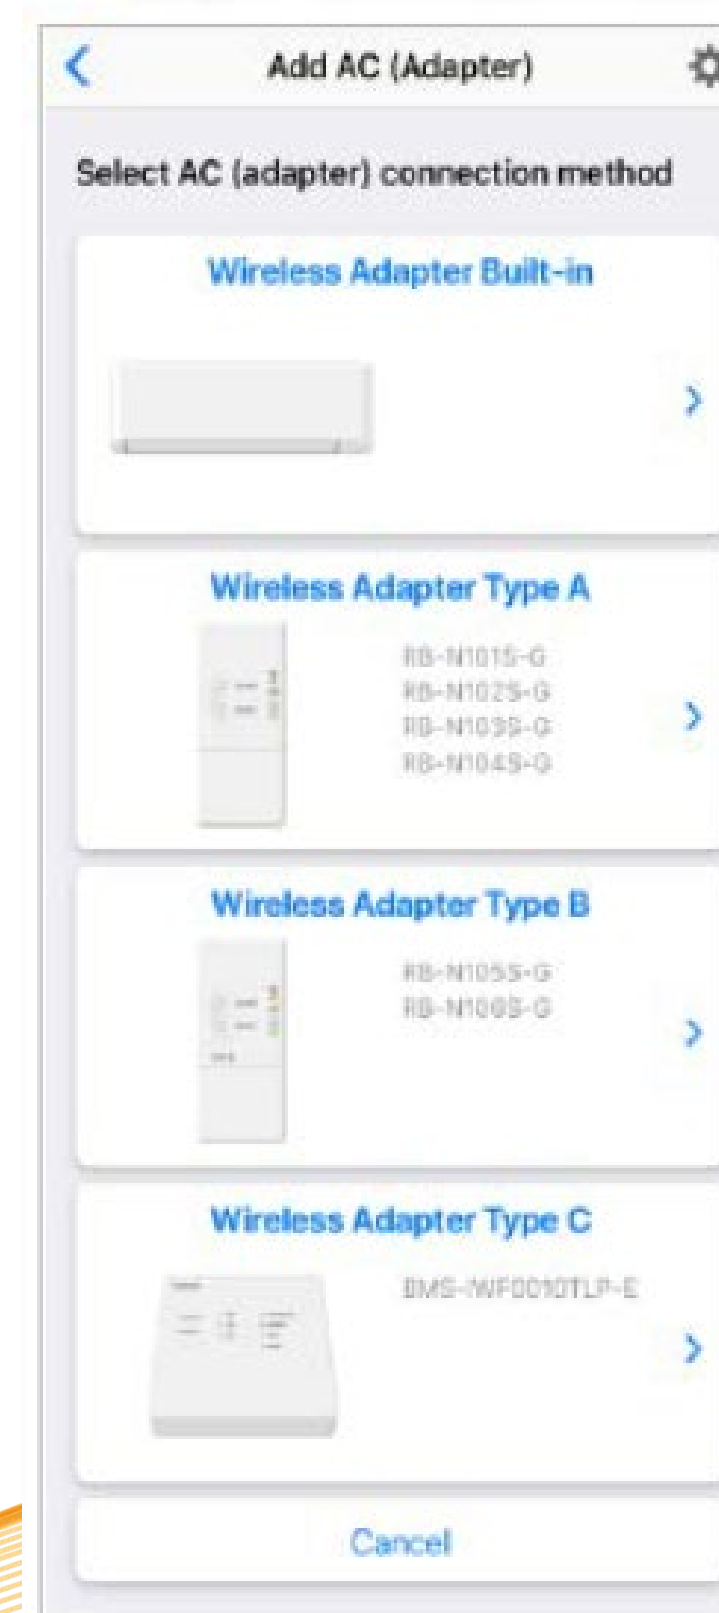 Add AC (Adapter)
Select AC (adapter) connection method
Wireless Adapter Built-in
Wireless Adapter Type A
RB-N101S-G
RB-N102S-G
RB-N103S-G
RB-N104S-G
Wireless Adapter Type B
RB-N105S-G
RB-N106S-G
Wireless Adapter Type C
BMS-IWF0010TLP-E
Cancel